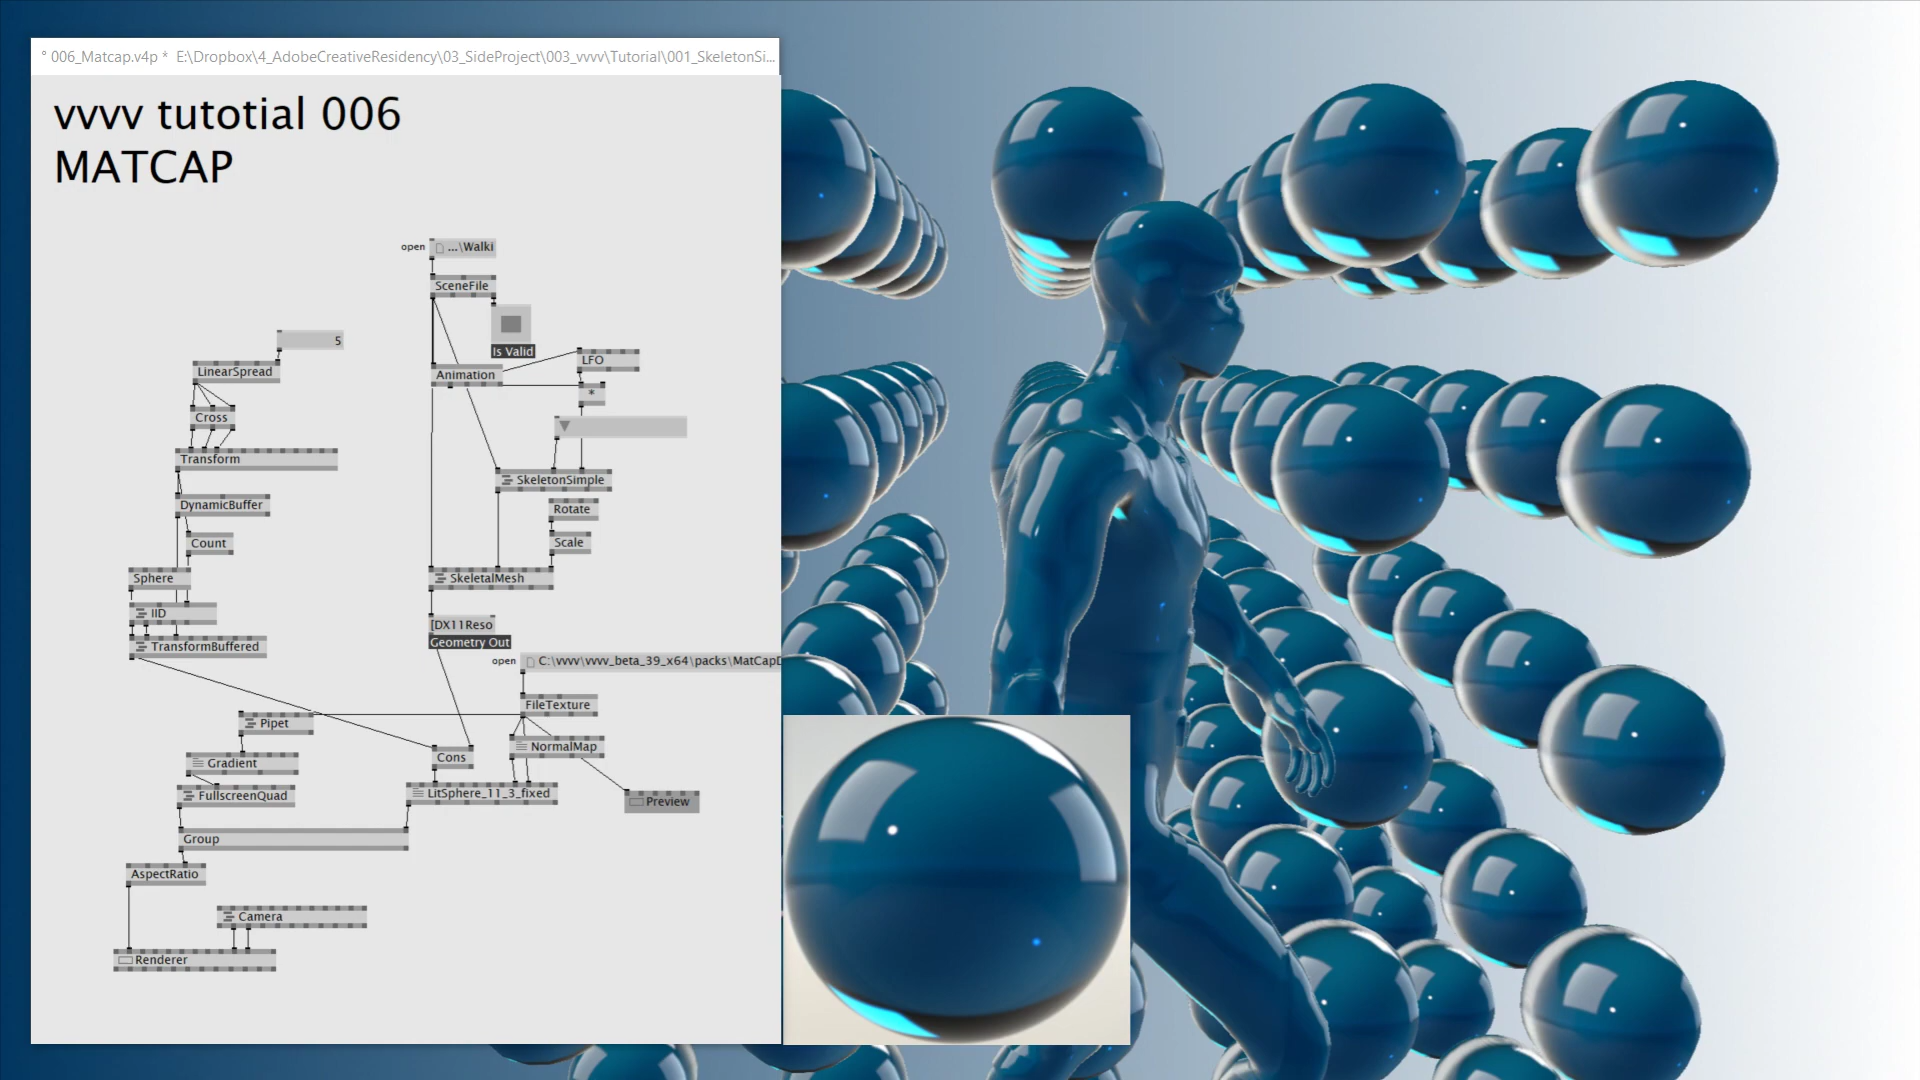 ° 006_Matcap.v4p * E:\Dropbox\4_AdobeCreativeResidency\03_SideProject\003_vvvv\Tutorial\001_SkeletonSi...
vvvv tutotial 006
MATCAP
open ...\Walki
SceneFile
Is Valid
5
LinearSpread
LFO
Animation
*
Cross
Transform
SkeletonSimple
DynamicBuffer
Rotate
Count
Scale
Sphere
SkeletalMesh
IID
[DX11Reso
Geometry Out
TransformBuffered
open C:\vvvv\vvvv_beta_39_x64\packs\MatCapD
FileTexture
Pipet
NormalMap
Cons
Gradient
FullscreenQuad
LitSphere_11_3_fixed
Preview
Group
AspectRatio
Camera
Renderer